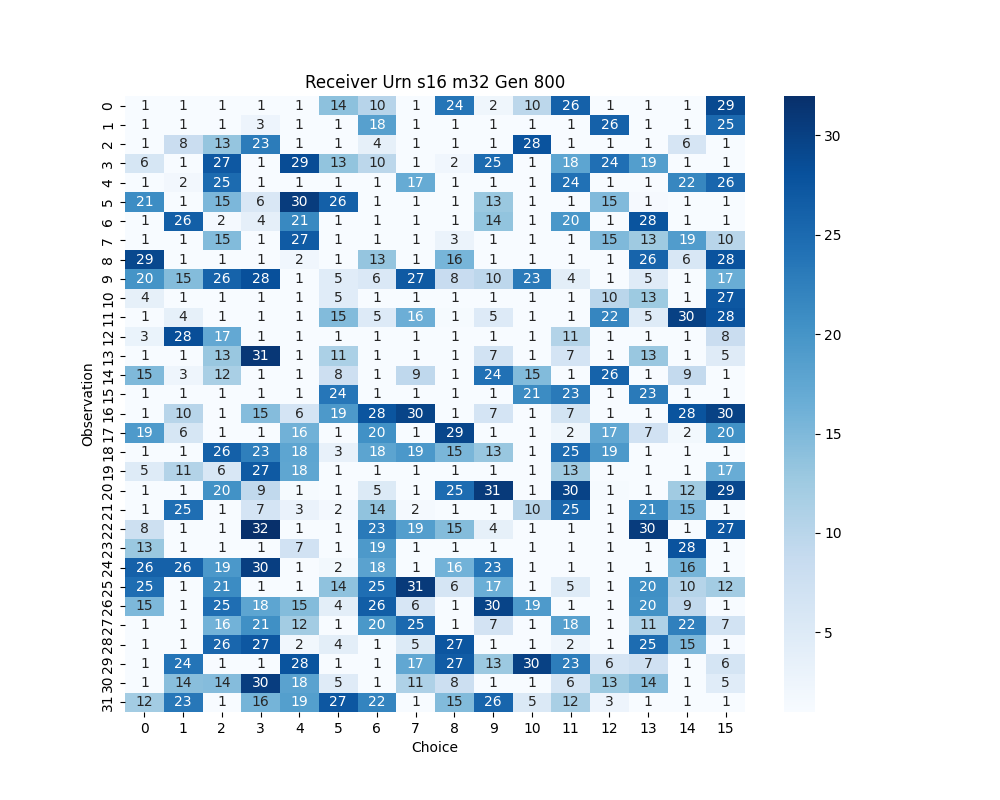 Receiver Urn s16 m32 Gen 800
0 1 1 1 1 1 14 10 1 24 2 10 26 1 1 1 29
1 1 1 1 3 1 1 18 1 1 1 1 1 26 1 1 25
2 1 8 13 23 1 1 4 1 1 1 28 1 1 1 6 1
3 6 1 27 1 29 13 10 1 2 25 1 18 24 19 1 1
4 1 2 25 1 1 1 1 17 1 1 1 24 1 1 22 26
5 21 1 15 6 30 26 1 1 1 13 1 1 15 1 1 1
6 1 26 2 4 21 1 1 1 1 14 1 20 1 28 1 1
7 1 1 15 1 27 1 1 1 3 1 1 1 15 13 19 10
8 29 1 1 1 2 1 13 1 16 1 1 1 1 26 6 28
9 20 15 26 28 1 5 6 27 8 10 23 4 1 5 1 17
10 4 1 1 1 1 5 1 1 1 1 1 1 10 13 1 27
11 1 4 1 1 1 15 5 16 1 5 1 1 22 5 30 28
12 3 28 17 1 1 1 1 1 1 1 1 11 1 1 1 8
13 1 1 13 31 1 11 1 1 1 7 1 7 1 13 1 5
14 15 3 12 1 1 8 1 9 1 24 15 1 26 1 9 1
15 1 1 1 1 1 24 1 1 1 1 21 23 1 23 1 1
16 1 10 1 15 6 19 28 30 1 7 1 7 1 1 28 30
17 19 6 1 1 16 1 20 1 29 1 1 2 17 7 2 20
18 1 1 26 23 18 3 18 19 15 13 1 25 19 1 1 1
19 5 11 6 27 18 1 1 1 1 1 1 13 1 1 1 17
20 1 1 20 9 1 1 5 1 25 31 1 30 1 1 12 29
21 1 25 1 7 3 2 14 2 1 1 10 25 1 21 15 1
22 8 1 1 32 1 1 23 19 15 4 1 1 1 30 1 27
23 13 1 1 1 7 1 19 1 1 1 1 1 1 1 28 1
24 26 26 19 30 1 2 18 1 16 23 1 1 1 1 16 1
25 25 1 21 1 1 14 25 31 6 17 1 5 1 20 10 12
26 15 1 25 18 15 4 26 6 1 30 19 1 1 20 9 1
27 1 1 16 21 12 1 20 25 1 7 1 18 1 11 22 7
28 1 1 26 27 2 4 1 5 27 1 1 2 1 25 15 1
29 1 24 1 1 28 1 1 17 27 13 30 23 6 7 1 6
30 1 14 14 30 18 5 1 11 8 1 1 6 13 14 1 5
31 12 23 1 16 19 27 22 1 15 26 5 12 3 1 1 1
0 1 2 3 4 5 6 7 8 9 10 11 12 13 14 15
Choice
Observation
30
25
20
15
10
5